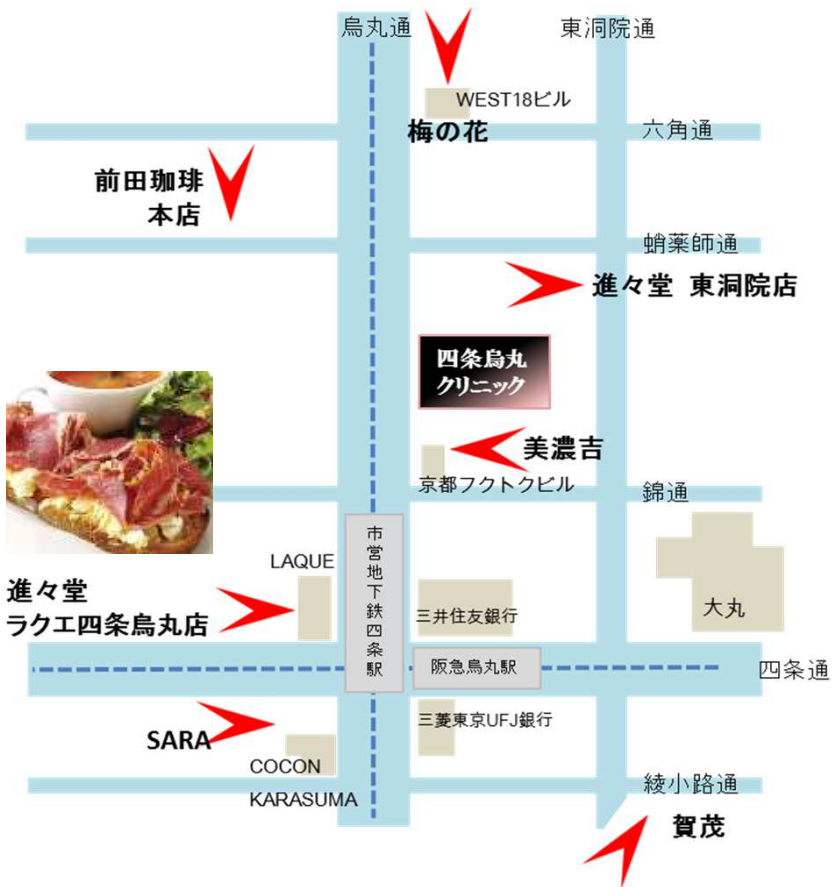 烏丸通
東洞院通
WEST18ビル
梅の花
六角通
前田珈琲
本店
蛸薬師通
進々堂 東洞院店
四条烏丸
クリニック
美濃吉
京都フクトクビル
錦通
市営地下鉄四条駅
LAQUE
進々堂
ラクエ四条烏丸店
三井住友銀行
大丸
阪急烏丸駅
四条通
三菱東京UFJ銀行
SARA
COCON
KARASUMA
綾小路通
賀茂